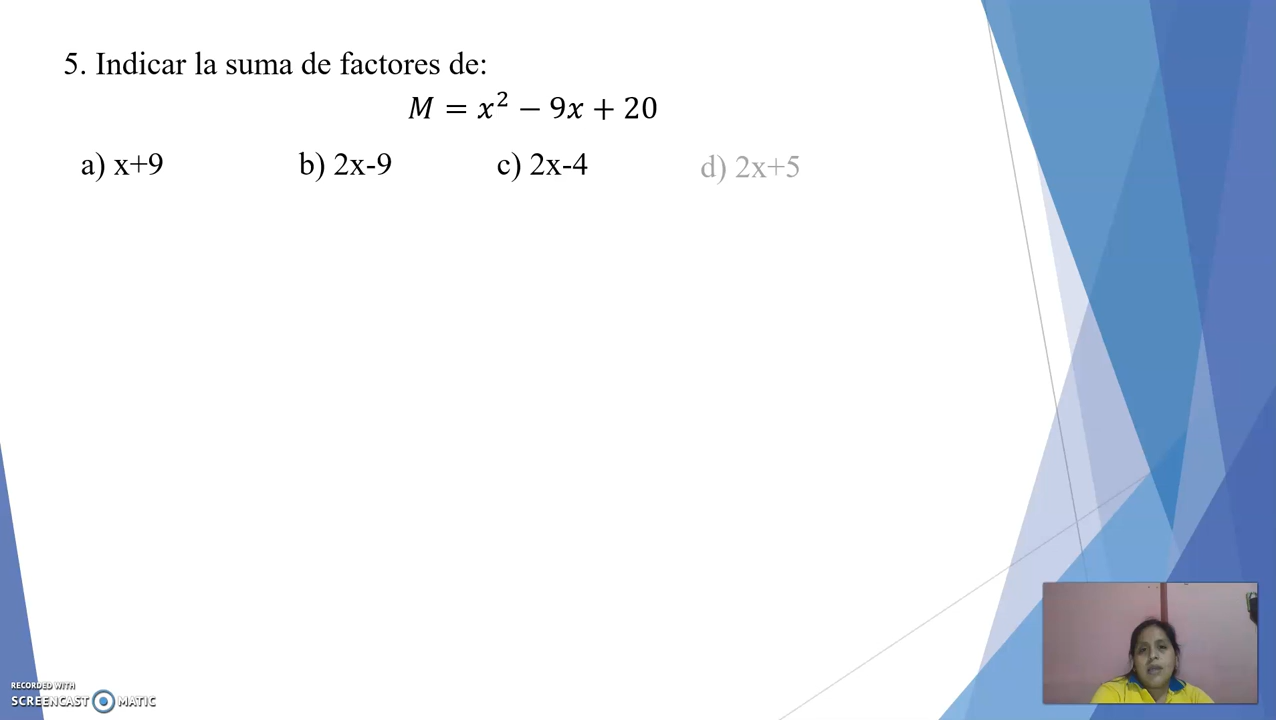 5. Indicar la suma de factores de:
M = x² − 9x + 20
a) x+9 b) 2x-9 c) 2x-4 d) 2x+5
RECORDED WITH
SCREENCAST MATIC